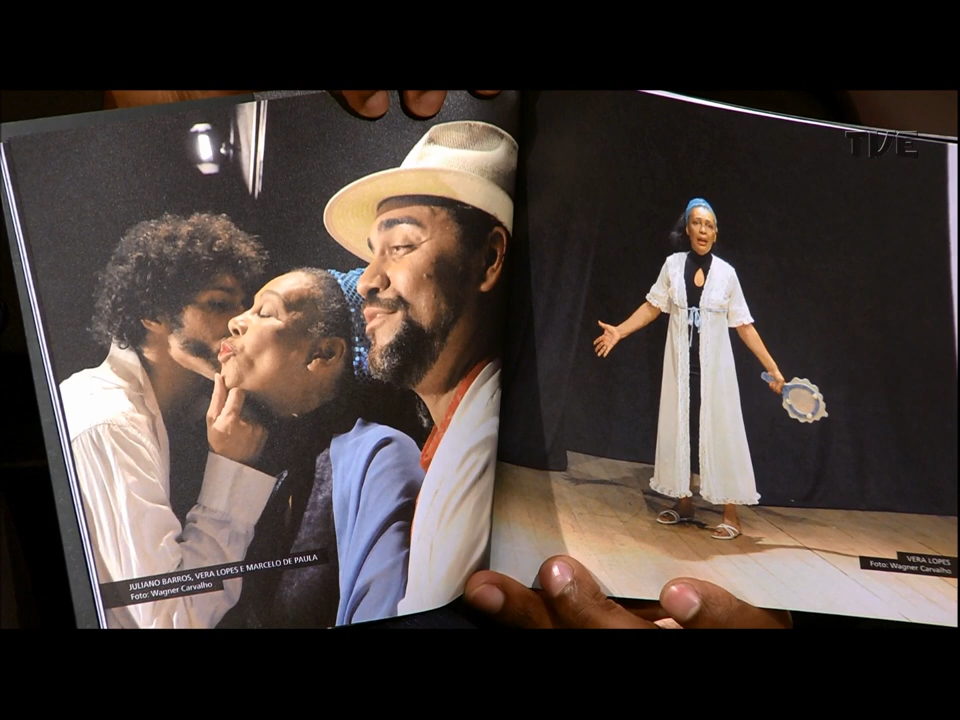 TVE
JULIANO BARROS, VERA LOPES E MARCELO DE PAULA
Foto: Wagner Carvalho
VERA LOPES
Foto: Wagner Carvalho